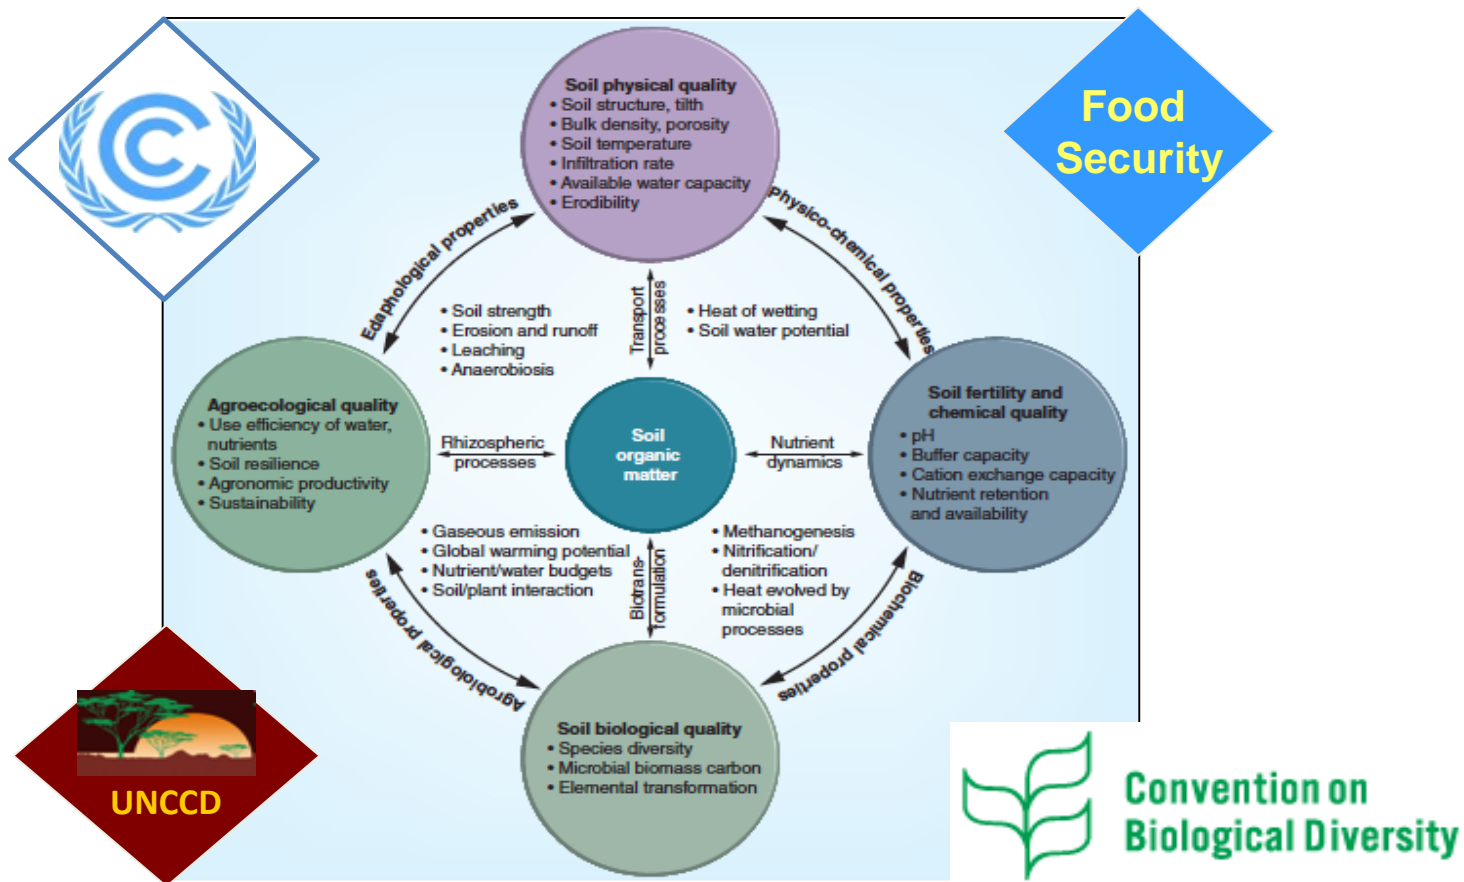 CC
Food
Security
Soil physical quality
• Soil structure, tilth
• Bulk density, porosity
• Soil temperature
• Infiltration rate
• Available water capacity
• Erodibility
Edaphological properties
Physico-chemical properties
• Soil strength
• Erosion and runoff
• Leaching
• Anaerobiosis
Transport
processes
• Heat of wetting
• Soil water potential
Agroecological quality
• Use efficiency of water,
nutrients
• Soil resilience
• Agronomic productivity
• Sustainability
Rhizospheric
processes
Soil
organic
matter
Nutrient
dynamics
Soil fertility and
chemical quality
• pH
• Buffer capacity
• Cation exchange capacity
• Nutrient retention
and availability
• Gaseous emission
• Global warming potential
• Nutrient/water budgets
• Soil/plant interaction
Biotrans-
formulation
• Methanogenesis
• Nitrification/
denitrification
• Heat evolved by
microbial
processes
Agrobiological properties
Biochemical properties
Soil biological quality
• Species diversity
• Microbial biomass carbon
• Elemental transformation
UNCCD
Convention on
Biological Diversity